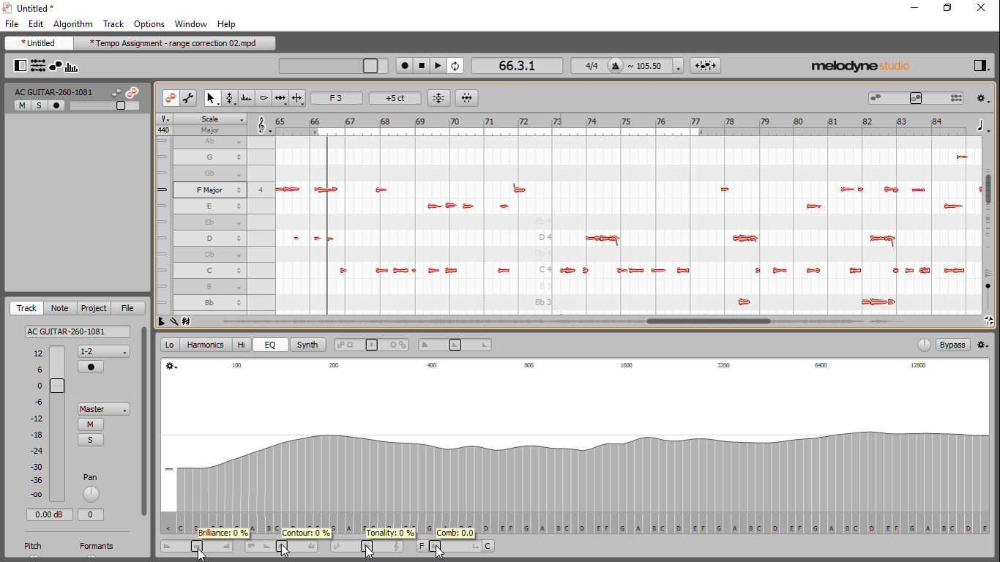 Untitled *
File Edit Algorithm Track Options Window Help
* Untitled * Tempo Assignment - range correction 02.mpd
66.3.1 4/4 ~ 105.50 melodyne studio
AC GUITAR-260-1081
M S
F 3 +5 ct
Scale 65 66 67 68 69 70 71 72 73 74 75 76 77 78 79 80 81 82 83 84
440 Major
Ab
G
Gb
F Major 4
E
Eb Eb 4
D D 4
Db Db 4
C C 4
B B 3
Bb Bb 3
Track Note Project File
AC GUITAR-260-1081
12 1-2
6
0
-6 Master
-12 M
-18 S
-24
-30 Pan
-36
-oo
0.00 dB 0
Pitch Formants
Lo Harmonics Hi EQ Synth Bypass
100 200 400 800 1600 3200 6400 12800
Brilliance: 0 % Contour: 0 % Tonality: 0 % Comb: 0.0
F C